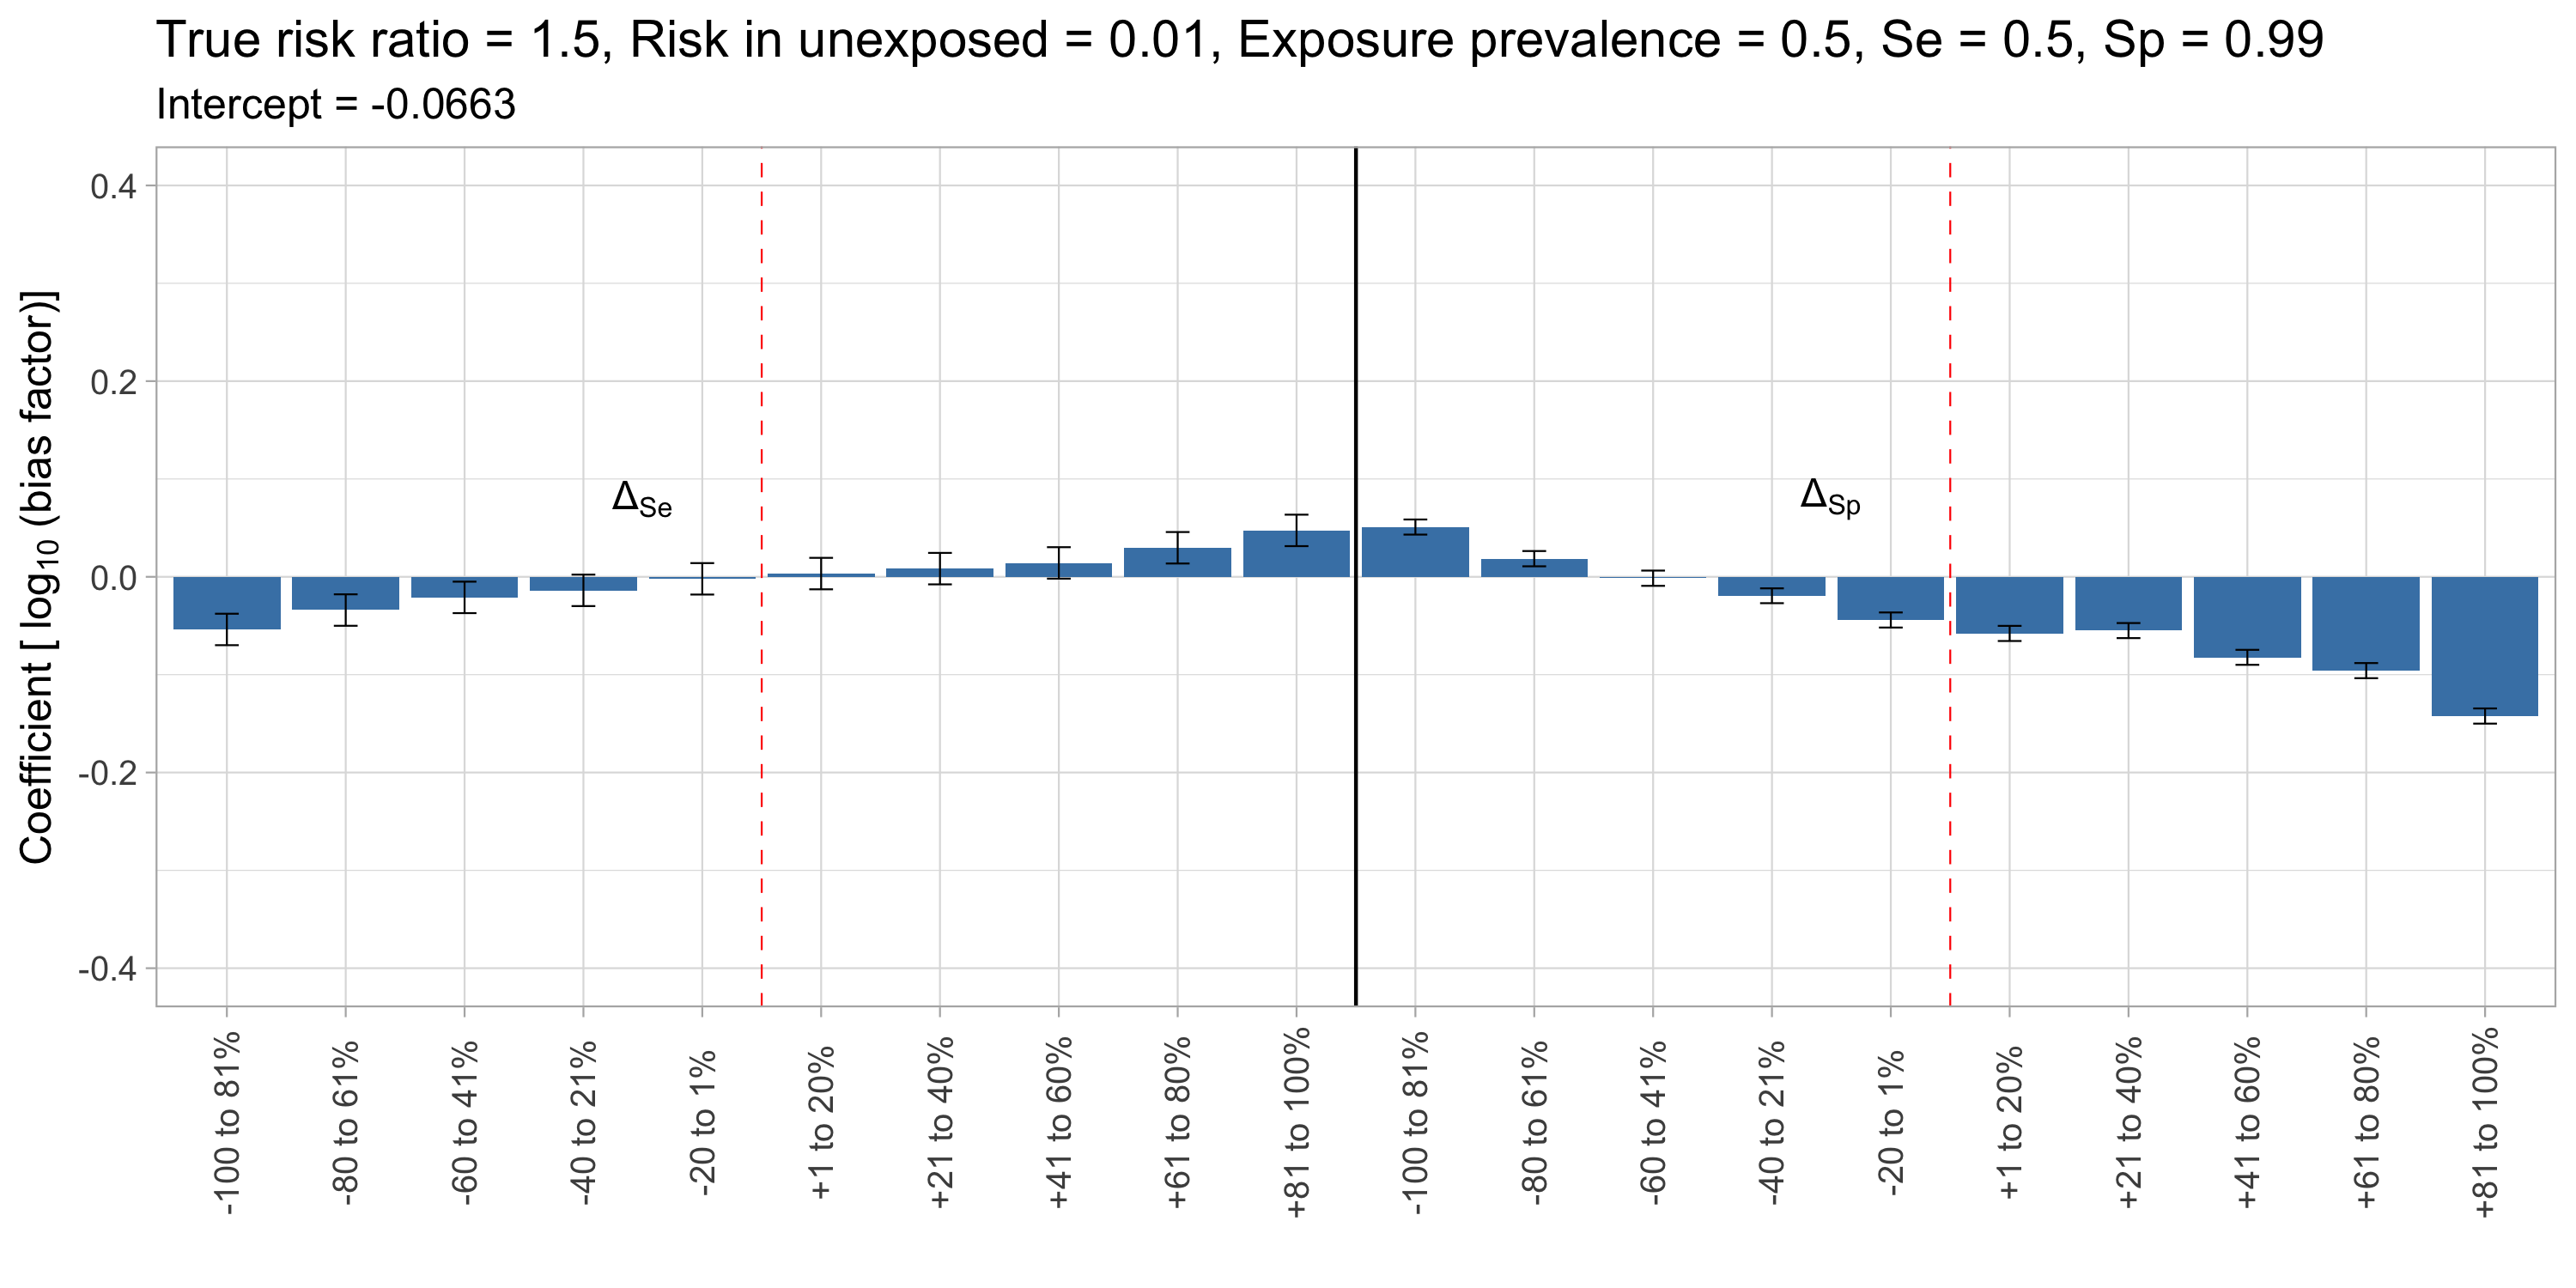 True risk ratio = 1.5, Risk in unexposed = 0.01, Exposure prevalence = 0.5, Se = 0.5, Sp = 0.99
Intercept = -0.0663
Coefficient [ log₁₀ (bias factor)]
0.4
0.2
0.0
-0.2
-0.4
Δ_Se
Δ_Sp
-100 to 81%
-80 to 61%
-60 to 41%
-40 to 21%
-20 to 1%
+1 to 20%
+21 to 40%
+41 to 60%
+61 to 80%
+81 to 100%
-100 to 81%
-80 to 61%
-60 to 41%
-40 to 21%
-20 to 1%
+1 to 20%
+21 to 40%
+41 to 60%
+61 to 80%
+81 to 100%